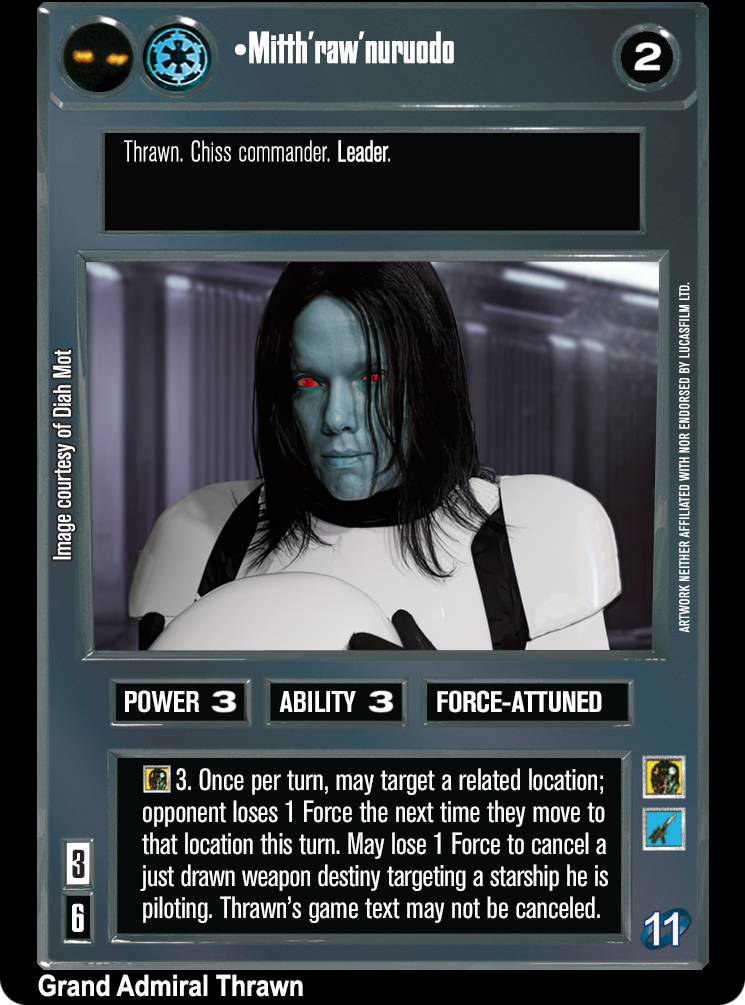 •Mitth'raw'nuruodo
2
Thrawn. Chiss commander. Leader.
Image courtesy of Diah Mot
ARTWORK NEITHER AFFILIATED WITH NOR ENDORSED BY LUCASFILM LTD.
POWER 3
ABILITY 3
FORCE-ATTUNED
3. Once per turn, may target a related location;
opponent loses 1 Force the next time they move to
that location this turn. May lose 1 Force to cancel a
just drawn weapon destiny targeting a starship he is
piloting. Thrawn's game text may not be canceled.
3
6
11
Grand Admiral Thrawn